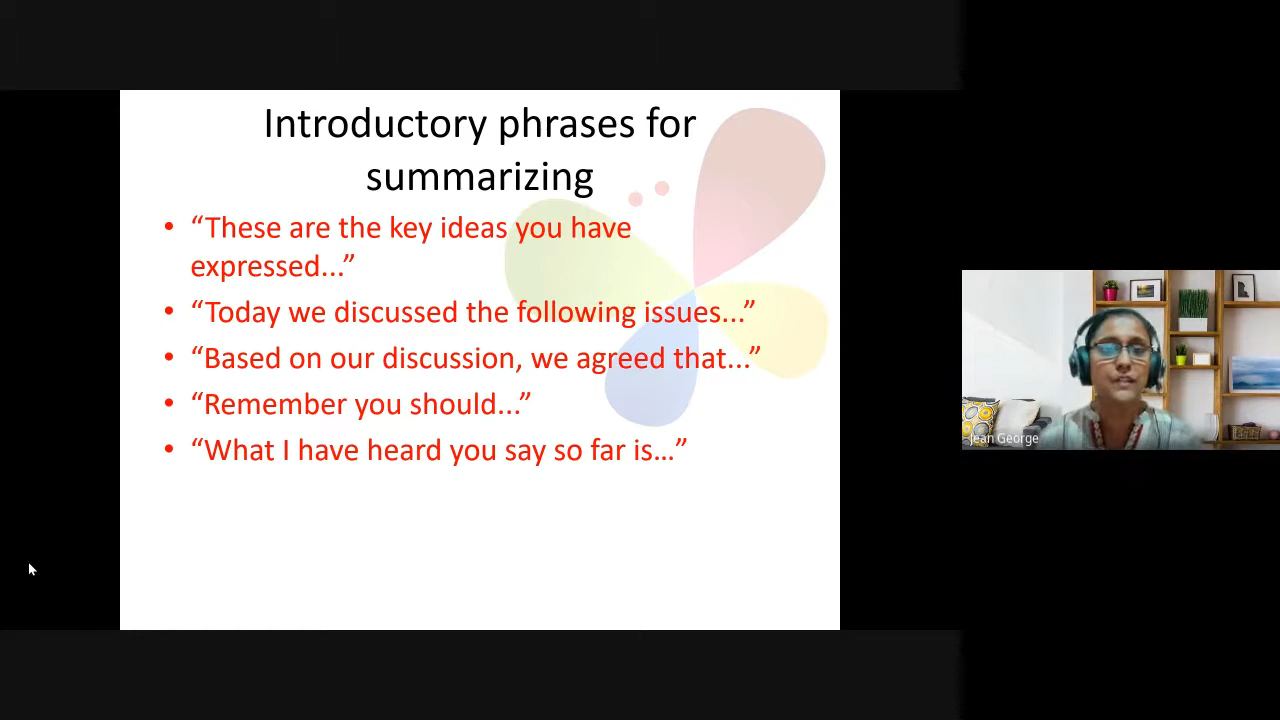 Introductory phrases for
summarizing
• “These are the key ideas you have
expressed...”
• “Today we discussed the following issues...”
• “Based on our discussion, we agreed that...”
• “Remember you should...”
• “What I have heard you say so far is…”
Jean George